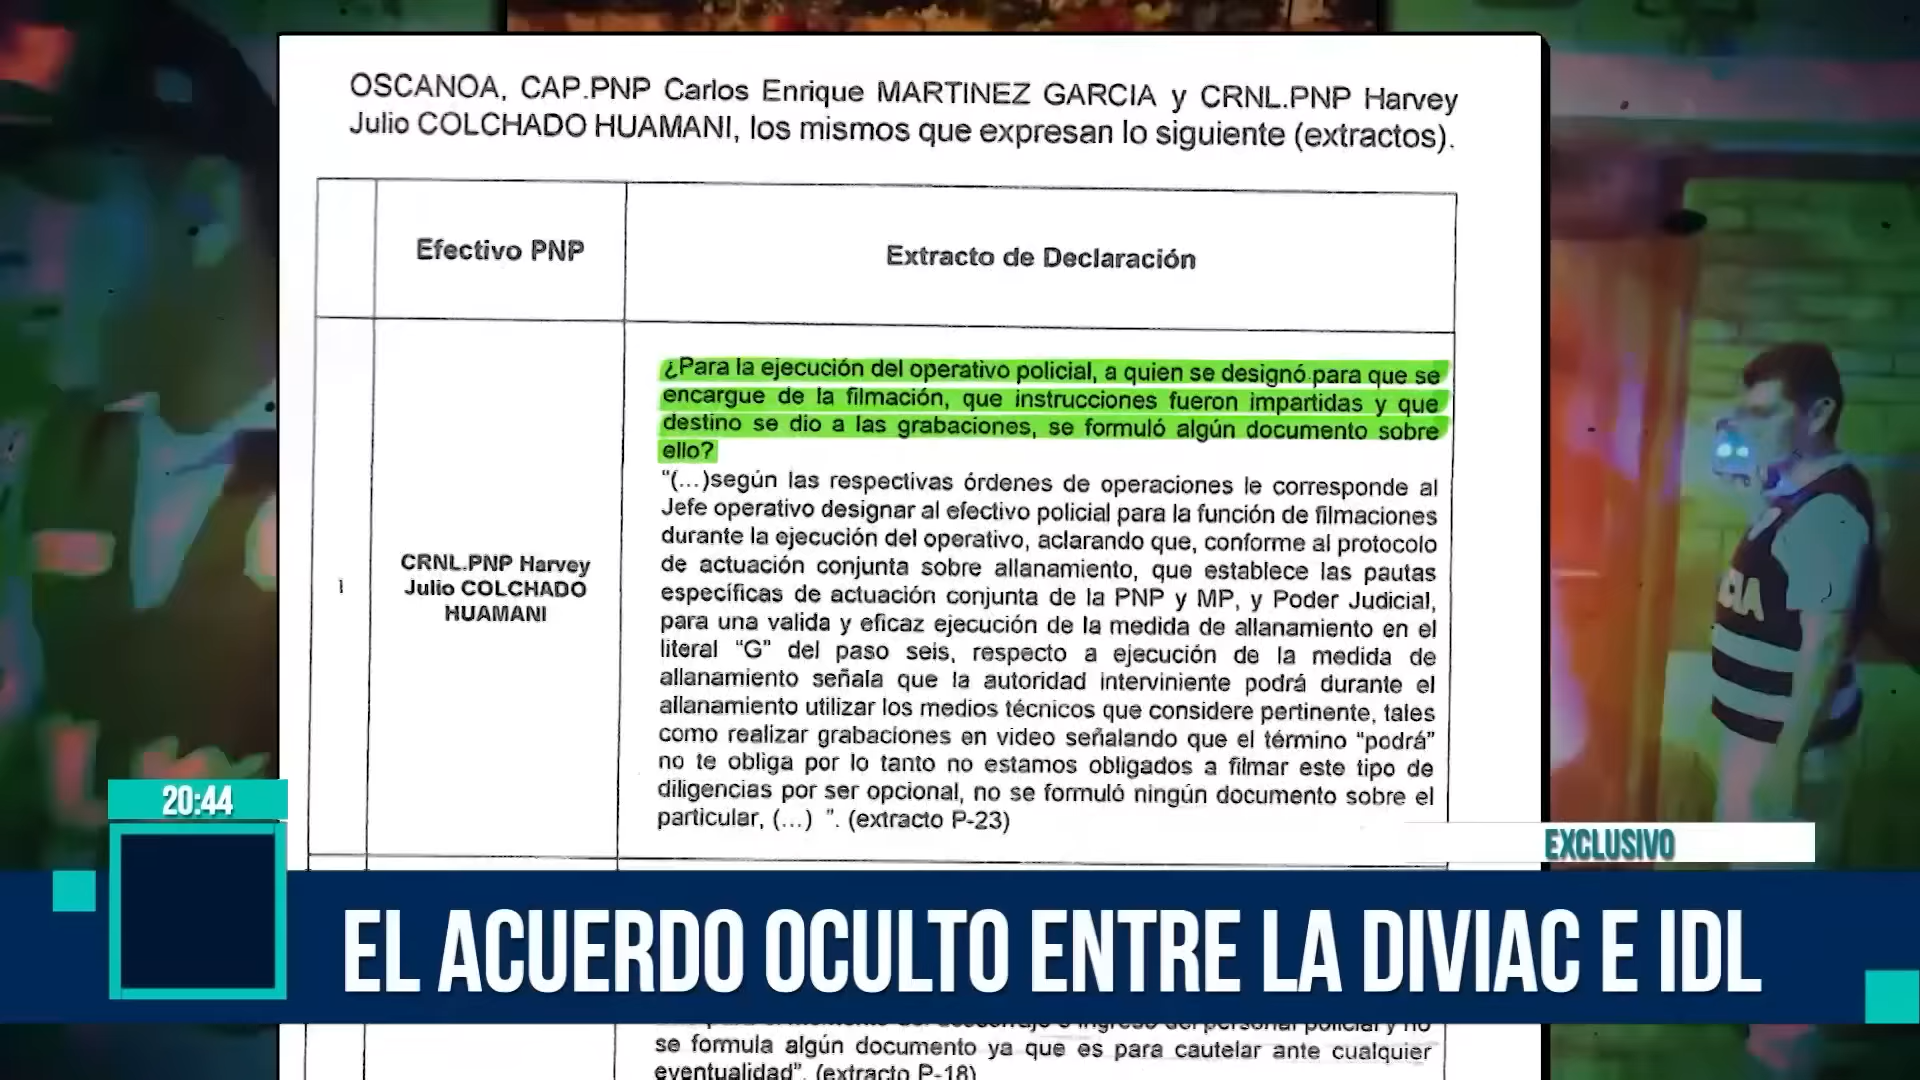 OSCANOA, CAP.PNP Carlos Enrique MARTINEZ GARCIA y CRNL.PNP Harvey
Julio COLCHADO HUAMANI, los mismos que expresan lo siguiente (extractos).
Efectivo PNP
Extracto de Declaración
1
CRNL.PNP Harvey
Julio COLCHADO
HUAMANI
¿Para la ejecución del operativo policial, a quien se designó para que se
encargue de la filmación, que instrucciones fueron impartidas y que
destino se dio a las grabaciones, se formuló algún documento sobre
ello?
"(...)según las respectivas órdenes de operaciones le corresponde al
Jefe operativo designar al efectivo policial para la función de filmaciones
durante la ejecución del operativo, aclarando que, conforme al protocolo
de actuación conjunta sobre allanamiento, que establece las pautas
específicas de actuación conjunta de la PNP y MP, y Poder Judicial,
para una valida y eficaz ejecución de la medida de allanamiento en el
literal "G" del paso seis, respecto a ejecución de la medida de
allanamiento señala que la autoridad interviniente podrá durante el
allanamiento utilizar los medios técnicos que considere pertinente, tales
como realizar grabaciones en video señalando que el término "podrá"
no te obliga por lo tanto no estamos obligados a filmar este tipo de
diligencias por ser opcional, no se formuló ningún documento sobre el
particular, (...) ". (extracto P-23)
20:44
EXCLUSIVO
EL ACUERDO OCULTO ENTRE LA DIVIAC E IDL
se formula algún documento ya que es para cautelar ante cualquier
eventualidad". (extracto P-18)